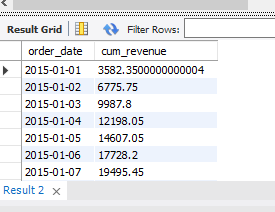 Result Grid Filter Rows:
order_date cum_revenue
2015-01-01 3582.3500000000004
2015-01-02 6775.75
2015-01-03 9987.8
2015-01-04 12198.05
2015-01-05 14607.05
2015-01-06 17728.2
2015-01-07 19495.45
Result 2